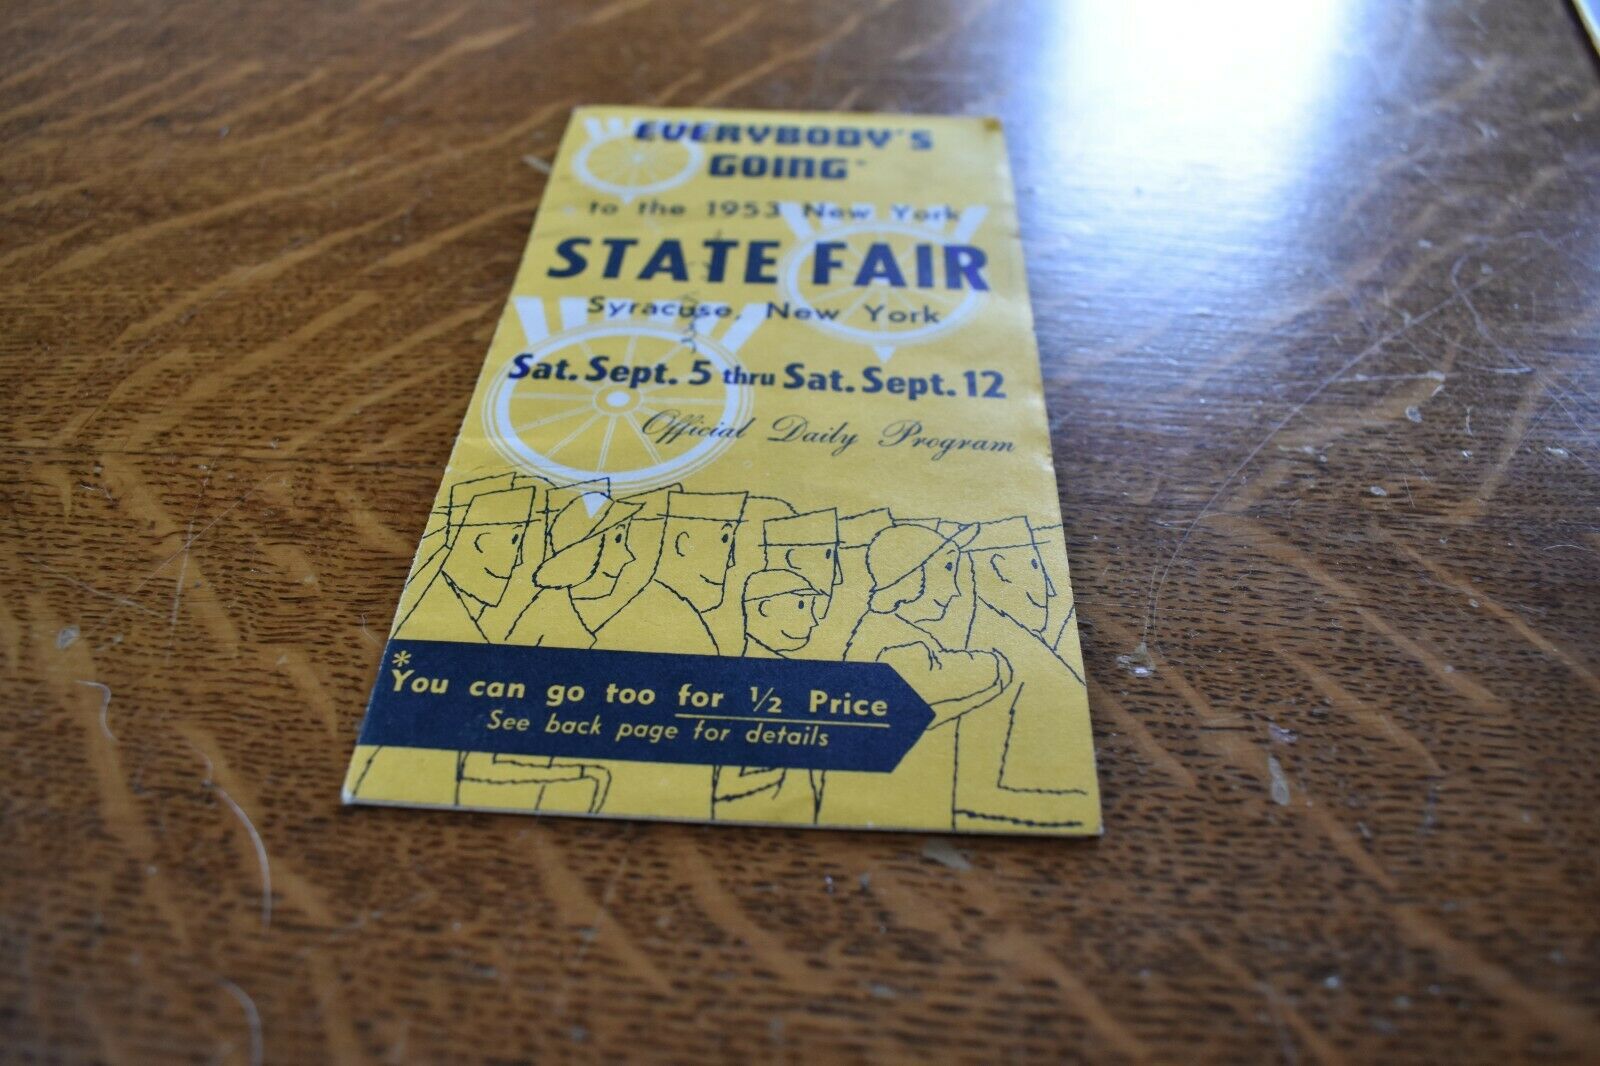 EVERYBODY'S
GOING*
to the 1953 New York
STATE FAIR
Syracuse, New York
Sat. Sept. 5 thru Sat. Sept. 12
Official Daily Program
*
You can go too for 1/2 Price
See back page for details